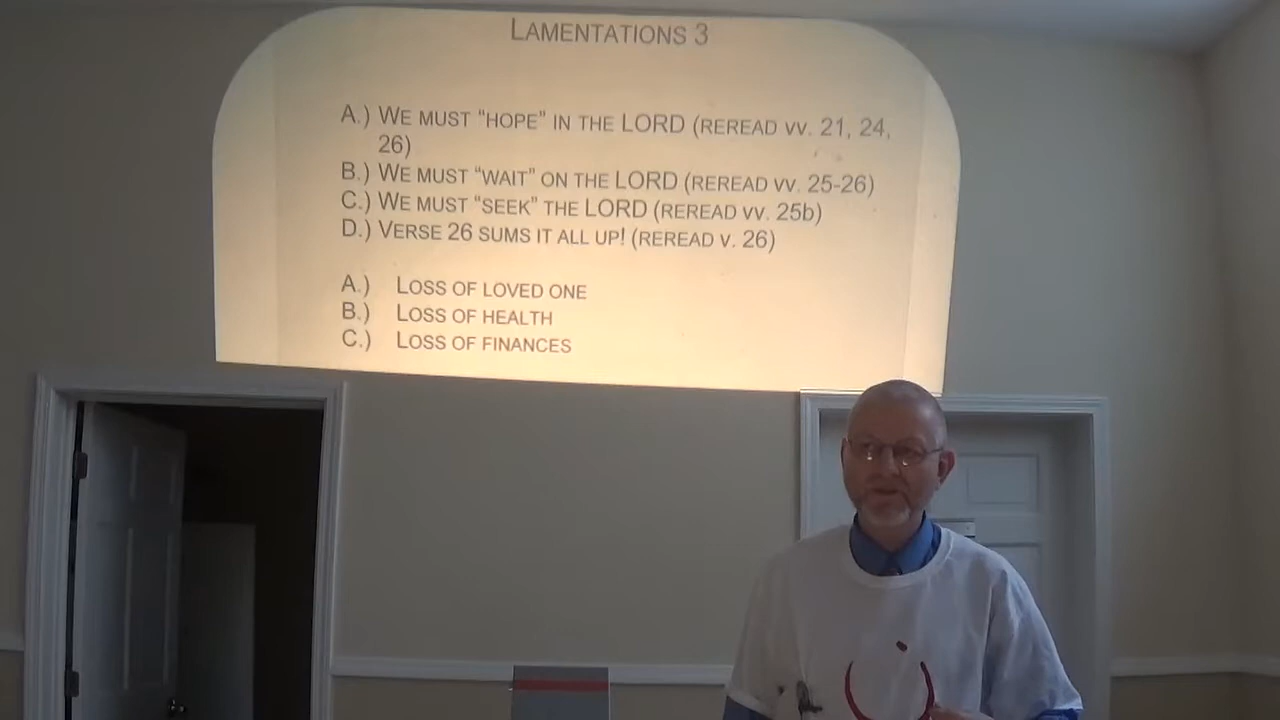 LAMENTATIONS 3
A.) WE MUST “HOPE” IN THE LORD (REREAD VV. 21, 24,
26)
B.) WE MUST “WAIT” ON THE LORD (REREAD VV. 25-26)
C.) WE MUST “SEEK” THE LORD (REREAD VV. 25b)
D.) VERSE 26 SUMS IT ALL UP! (REREAD V. 26)
A.) LOSS OF LOVED ONE
B.) LOSS OF HEALTH
C.) LOSS OF FINANCES